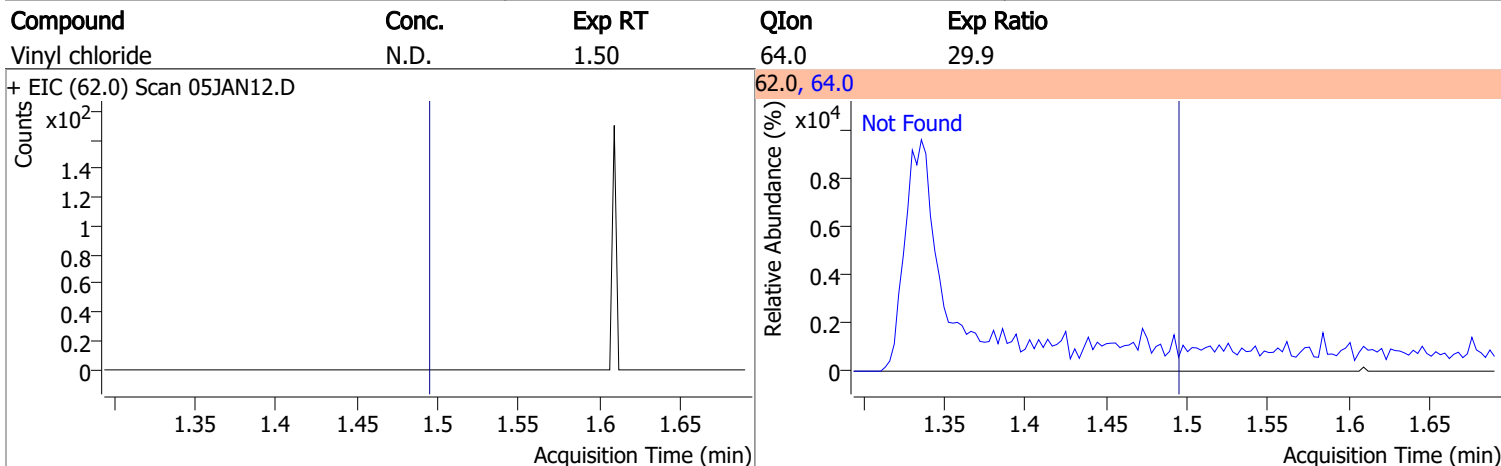 Compound Conc. Exp RT QIon Exp Ratio
Vinyl chloride N.D. 1.50 64.0 29.9
+ EIC (62.0) Scan 05JAN12.D
Counts
x10²
1.4
1.2
1
0.8
0.6
0.4
0.2
0
1.35 1.4 1.45 1.5 1.55 1.6 1.65
Acquisition Time (min)
62.0, 64.0
Relative Abundance (%)
x10⁴
Not Found
0.8
0.6
0.4
0.2
0
1.35 1.4 1.45 1.5 1.55 1.6 1.65
Acquisition Time (min)